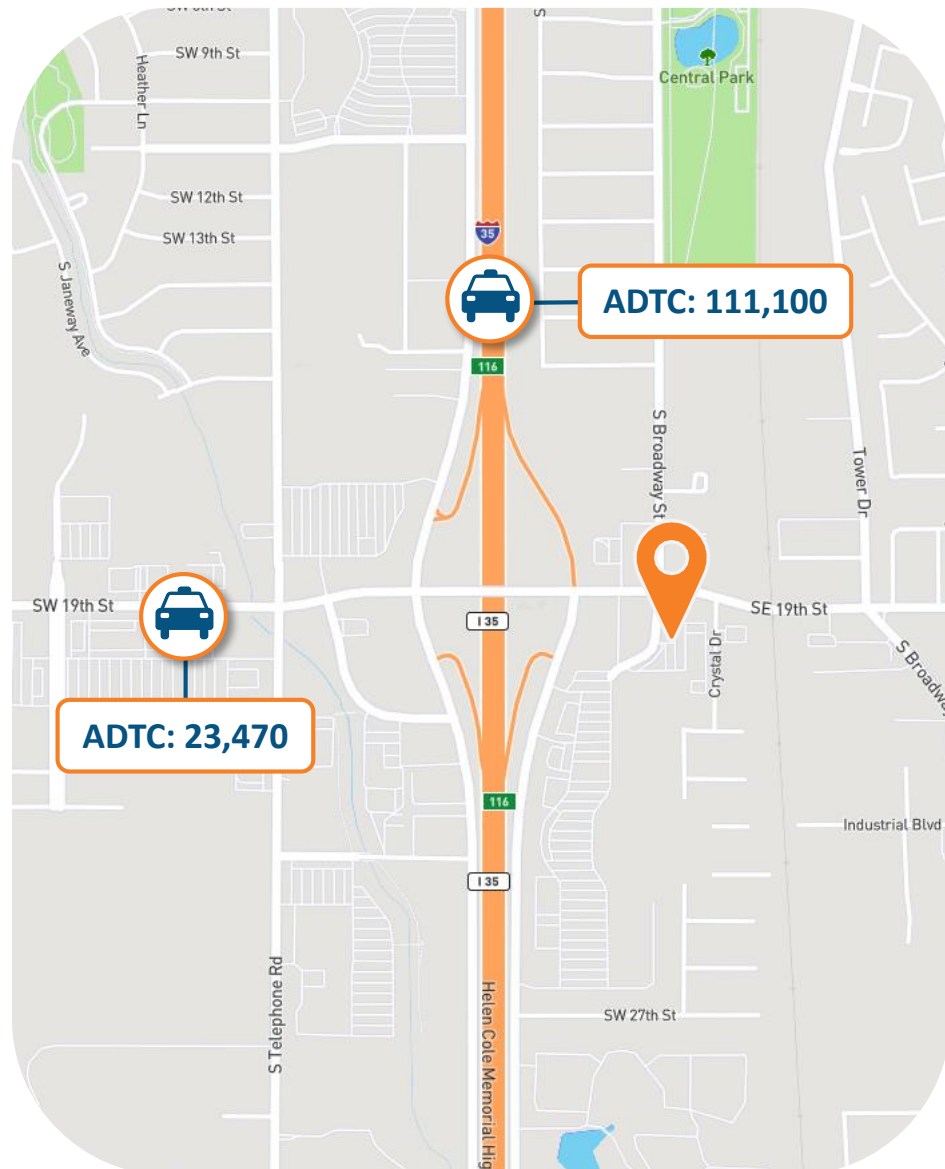 S
SW 9th St
Heather Ln
Central Park
SW 12th St
SW 13th St
35
S Janeway Ave
ADTC: 111,100
116
S Broadway St
Tower Dr
SW 19th St
I 35
SE 19th St
Crystal Dr
S Broadway
ADTC: 23,470
116
Industrial Blvd
I 35
S Telephone Rd
Helen Cole Memorial Hig
SW 27th St